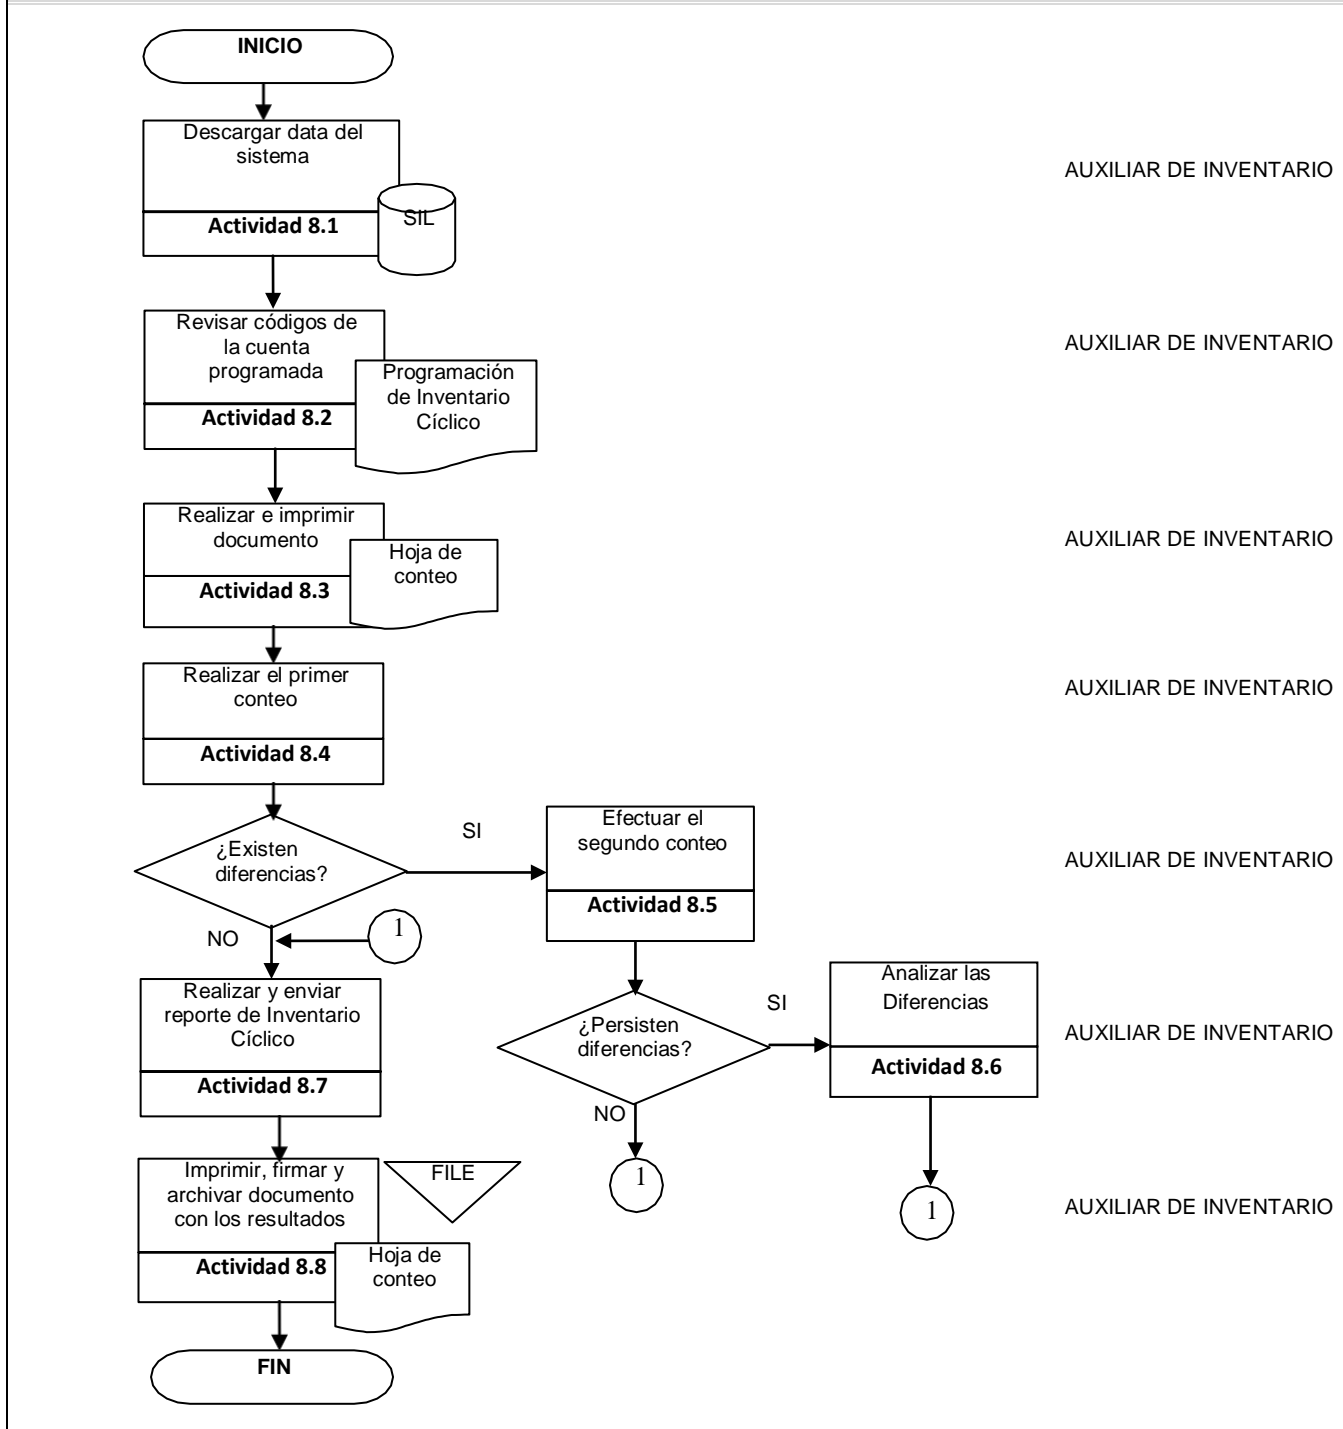 INICIO
Descargar data del
sistema
Actividad 8.1
SIL
AUXILIAR DE INVENTARIO
Revisar códigos de
la cuenta
programada
Actividad 8.2
Programación
de Inventario
Cíclico
AUXILIAR DE INVENTARIO
Realizar e imprimir
documento
Actividad 8.3
Hoja de
conteo
AUXILIAR DE INVENTARIO
Realizar el primer
conteo
Actividad 8.4
AUXILIAR DE INVENTARIO
¿Existen
diferencias?
SI
NO
1
Efectuar el
segundo conteo
Actividad 8.5
AUXILIAR DE INVENTARIO
¿Persisten
diferencias?
SI
NO
1
Analizar las
Diferencias
Actividad 8.6
1
AUXILIAR DE INVENTARIO
Realizar y enviar
reporte de Inventario
Cíclico
Actividad 8.7
Imprimir, firmar y
archivar documento
con los resultados
Actividad 8.8
FILE
Hoja de
conteo
AUXILIAR DE INVENTARIO
FIN